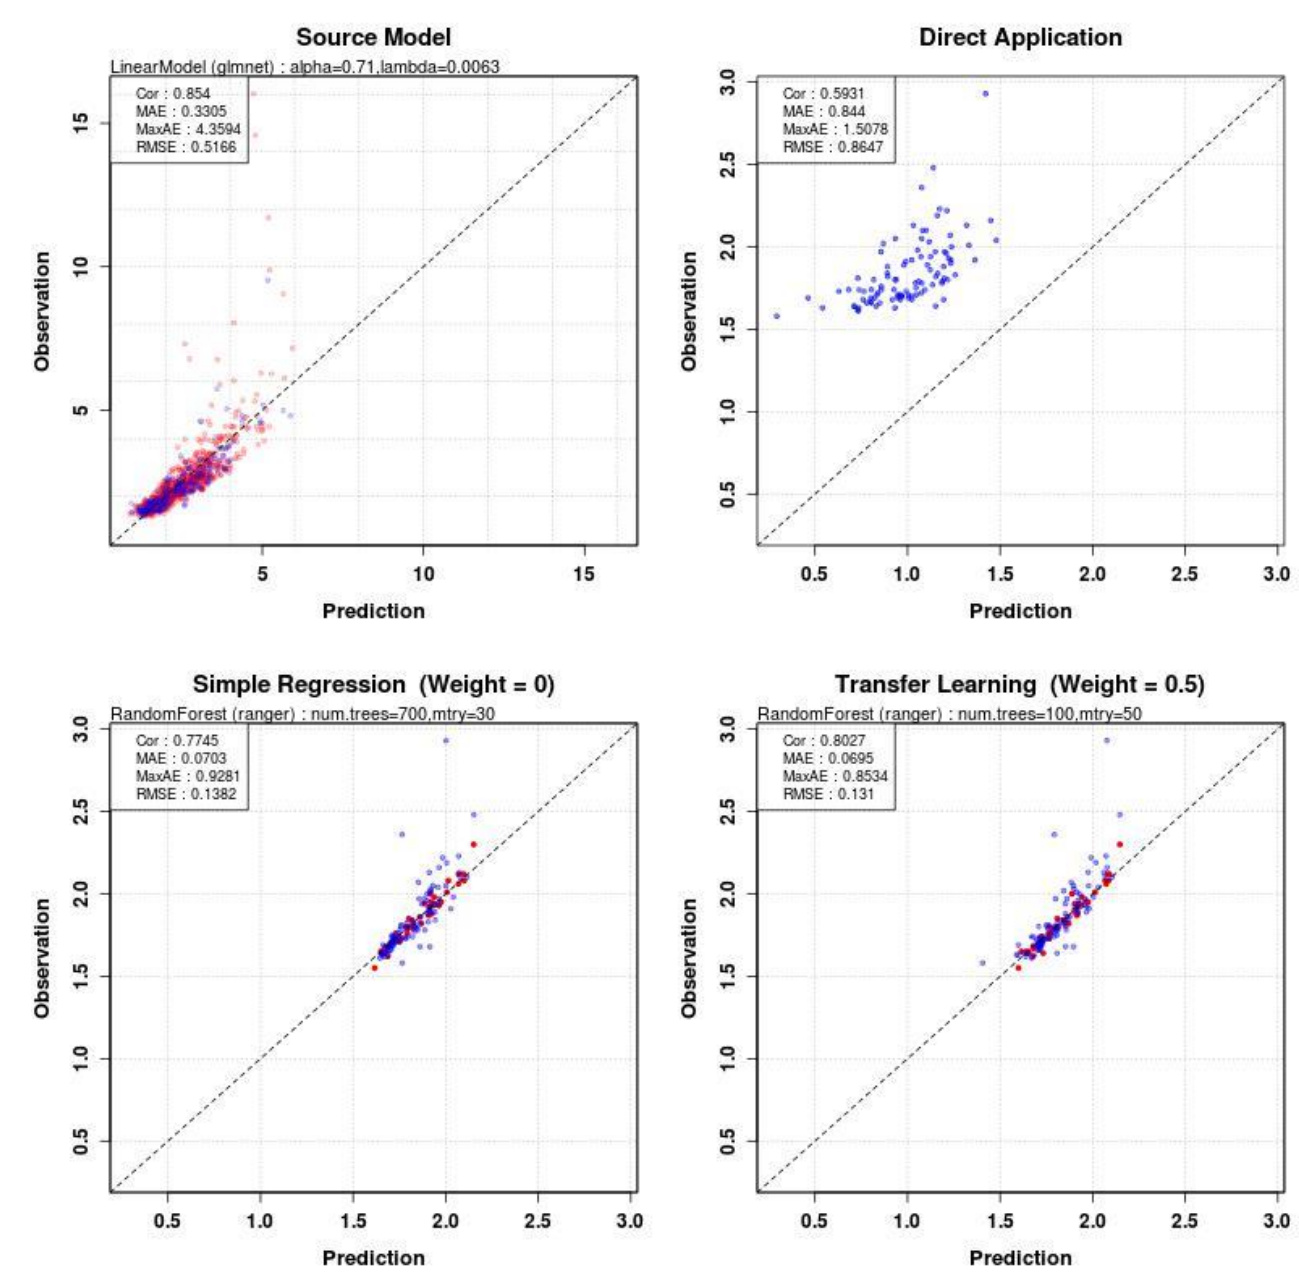 Source Model
LinearModel (glmnet) : alpha=0.71,lambda=0.0063
Cor : 0.854
MAE : 0.3305
MaxAE : 4.3594
RMSE : 0.5166
15
10
5
Observation
5
10
15
Prediction
Direct Application
Cor : 0.5931
MAE : 0.844
MaxAE : 1.5078
RMSE : 0.8647
3.0
2.5
2.0
1.5
1.0
0.5
Observation
0.5
1.0
1.5
2.0
2.5
3.0
Prediction
Simple Regression (Weight = 0)
RandomForest (ranger) : num.trees=700,mtry=30
Cor : 0.7745
MAE : 0.0703
MaxAE : 0.9281
RMSE : 0.1382
3.0
2.5
2.0
1.5
1.0
0.5
Observation
0.5
1.0
1.5
2.0
2.5
3.0
Prediction
Transfer Learning (Weight = 0.5)
RandomForest (ranger) : num.trees=100,mtry=50
Cor : 0.8027
MAE : 0.0695
MaxAE : 0.8534
RMSE : 0.131
3.0
2.5
2.0
1.5
1.0
0.5
Observation
0.5
1.0
1.5
2.0
2.5
3.0
Prediction